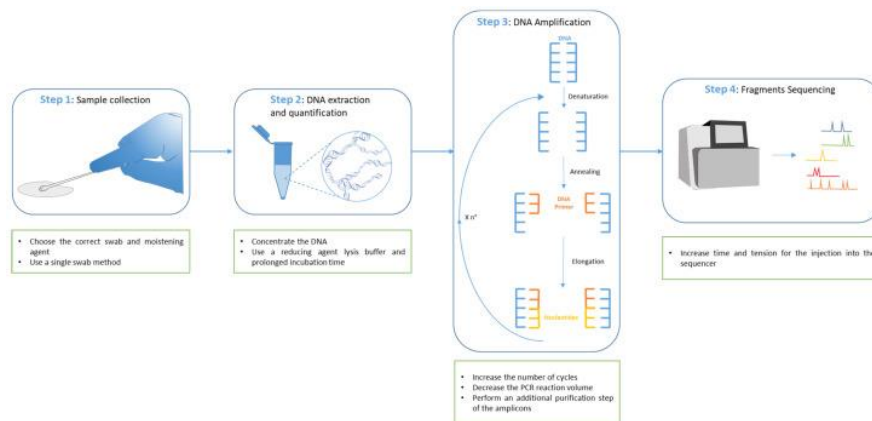 Step 1: Sample collection
• Choose the correct swab and moistening
agent
• Use a single swab method
Step 2: DNA extraction
and quantification
• Concentrate the DNA
• Use a reducing agent lysis buffer and
prolonged incubation time
Step 3: DNA Amplification
DNA
Denaturation
Annealing
DNA
Primer
X n°
Elongation
Nucleotides
• Increase the number of cycles
• Decrease the PCR reaction volume
• Perform an additional purification step
of the amplicons
Step 4: Fragments Sequencing
• Increase time and tension for the injection into the
sequencer